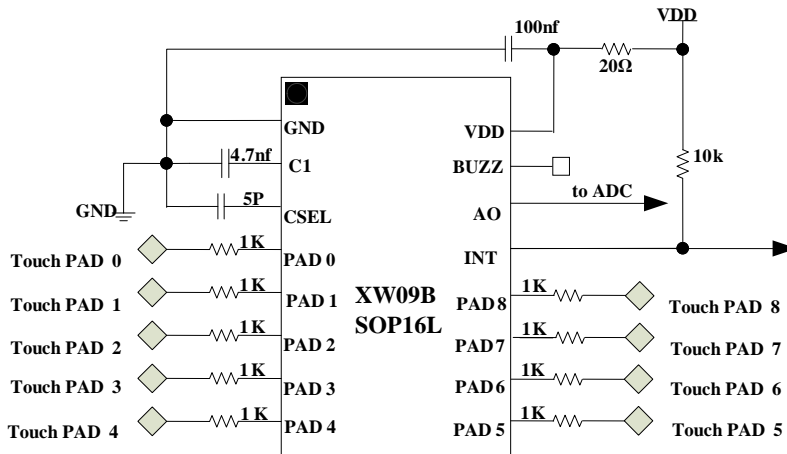 100nf
VDD
20Ω
GND
VDD
4.7nf
C1
BUZZ
10k
5P
to ADC
GND
CSEL
AO
1K
Touch PAD 0
PAD 0
INT
1K
Touch PAD 1
PAD 1
XW09B
SOP16L
PAD8
1K
Touch PAD 8
1K
Touch PAD 2
PAD 2
PAD7
1K
Touch PAD 7
1K
Touch PAD 3
PAD 3
PAD6
1K
Touch PAD 6
1K
Touch PAD 4
PAD 4
PAD 5
1K
Touch PAD 5